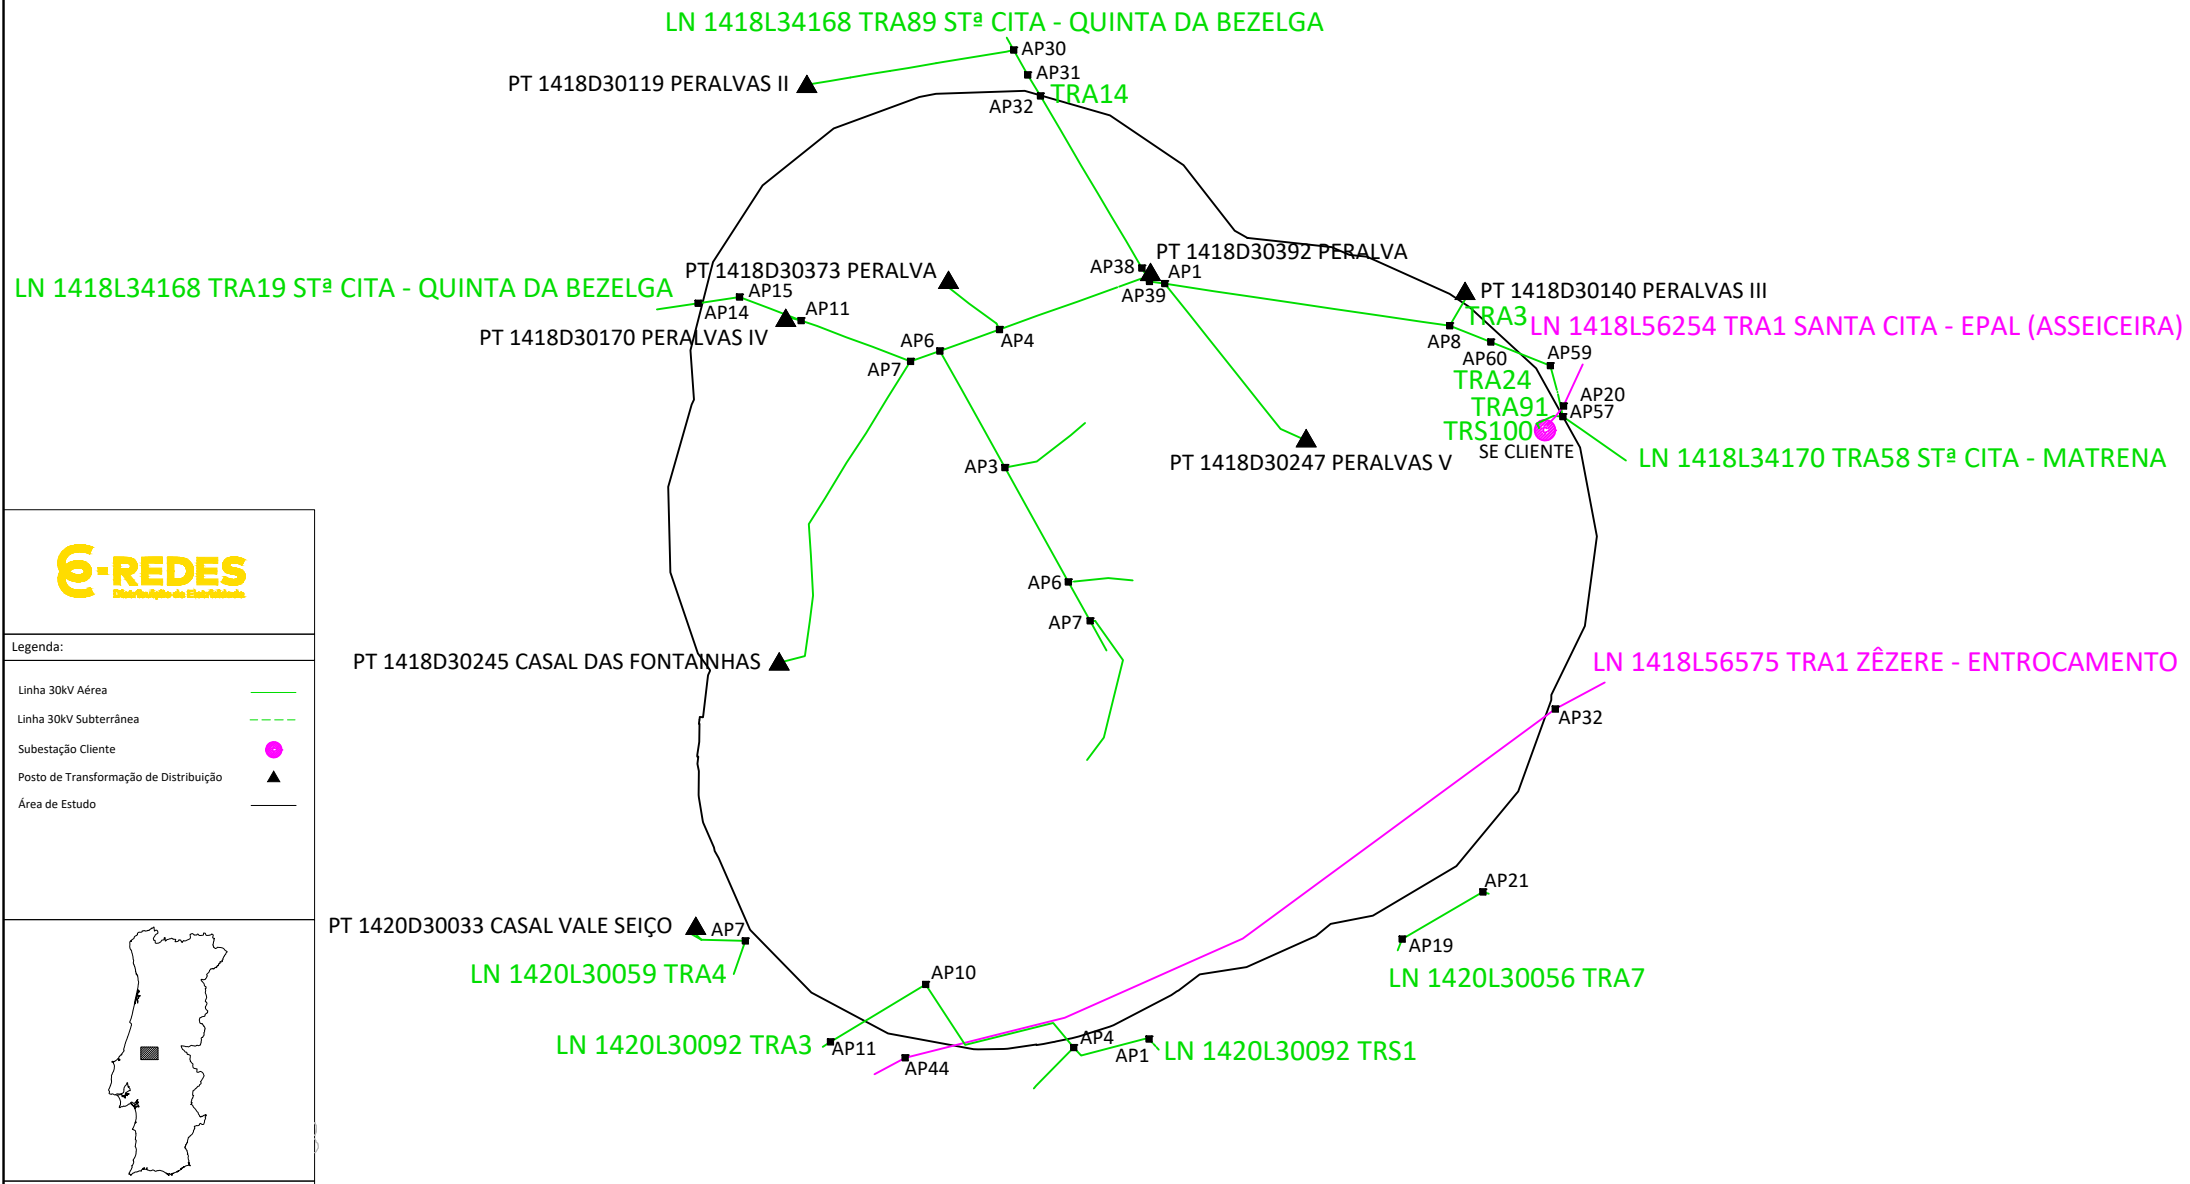 LN 1418L34168 TRA89 STª CITA - QUINTA DA BEZELGA
AP30
AP31
PT 1418D30119 PERALVAS II
TRA14
AP32
PT 1418D30392 PERALVA
AP38
AP1
PT 1418D30373 PERALVA
LN 1418L34168 TRA19 STª CITA - QUINTA DA BEZELGA
AP15
AP39
PT 1418D30140 PERALVAS III
AP14
AP11
TRA3
LN 1418L56254 TRA1 SANTA CITA - EPAL (ASSEICEIRA)
PT 1418D30170 PERALVAS IV
AP6
AP4
AP8
AP60
AP59
AP7
TRA24
AP20
TRA91
AP57
TRS100
SE CLIENTE
AP3
PT 1418D30247 PERALVAS V
LN 1418L34170 TRA58 STª CITA - MATRENA
E-REDES
Distribuição de Eletricidade
AP6
AP7
Legenda:
PT 1418D30245 CASAL DAS FONTAINHAS
LN 1418L56575 TRA1 ZÊZERE - ENTROCAMENTO
Linha 30kV Aérea
Linha 30kV Subterrânea
AP32
Subestação Cliente
Posto de Transformação de Distribuição
Área de Estudo
AP21
PT 1420D30033 CASAL VALE SEIÇO
AP7
AP19
LN 1420L30059 TRA4
AP10
LN 1420L30056 TRA7
LN 1420L30092 TRA3
AP11
AP4
AP1
LN 1420L30092 TRS1
AP44